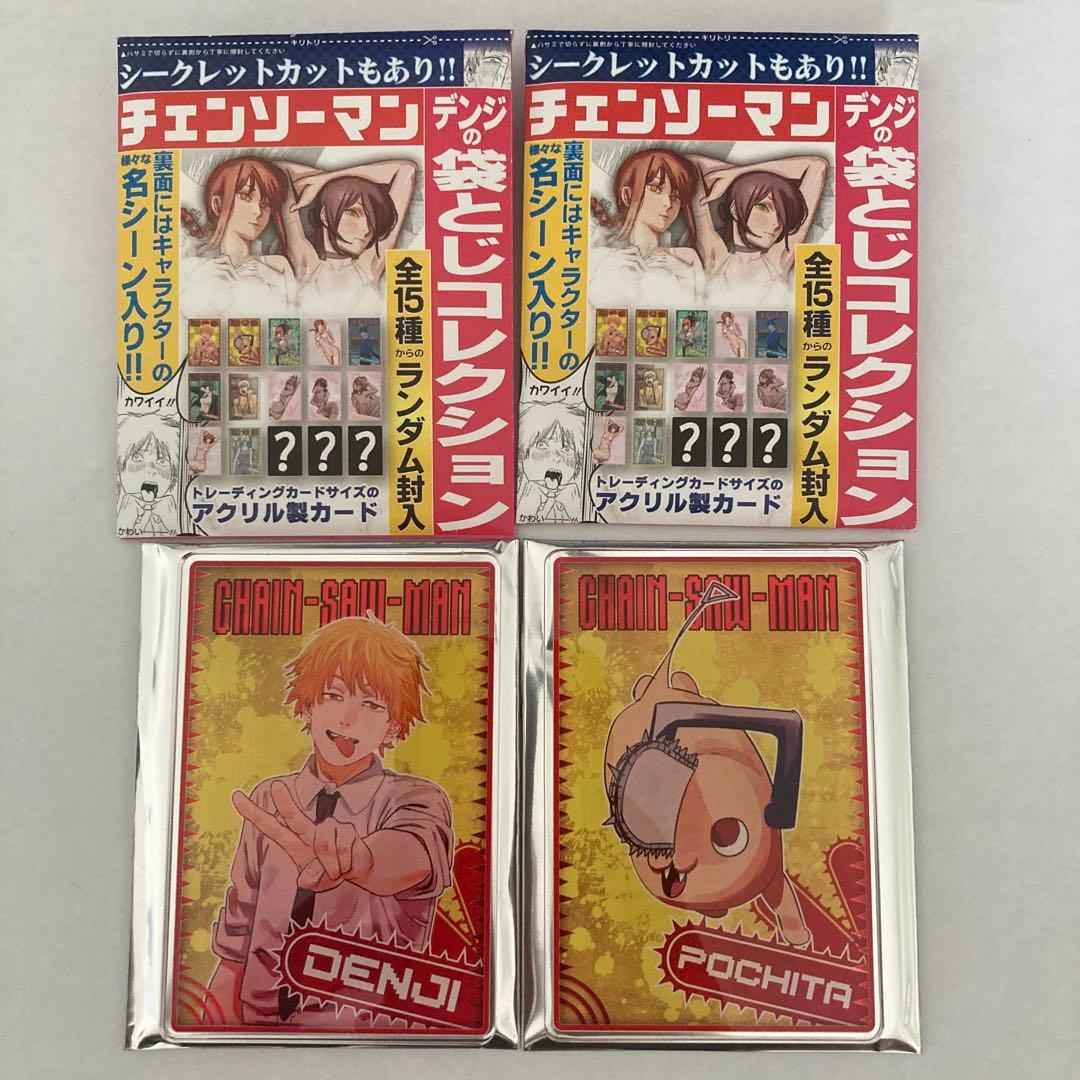 キリトリ
▲ハサミで切らずに裏側から丁寧に開封してください
シークレットカットもあり!!
チェンソーマン
デンジの袋とじコレクション
裏面にはキャラクターの
様々な名シーン入り!!
全15種からのランダム封入
カワイイ!!
? ? ?
トレーディングカードサイズの
アクリル製カード
かわいー!!
キリトリ
▲ハサミで切らずに裏側から丁寧に開封してください
シークレットカットもあり!!
チェンソーマン
デンジの袋とじコレクション
裏面にはキャラクターの
様々な名シーン入り!!
全15種からのランダム封入
カワイイ!!
? ? ?
トレーディングカードサイズの
アクリル製カード
かわいー!!
CHAIN-SAW-MAN
DENJI
CHAIN-SAW-MAN
POCHITA